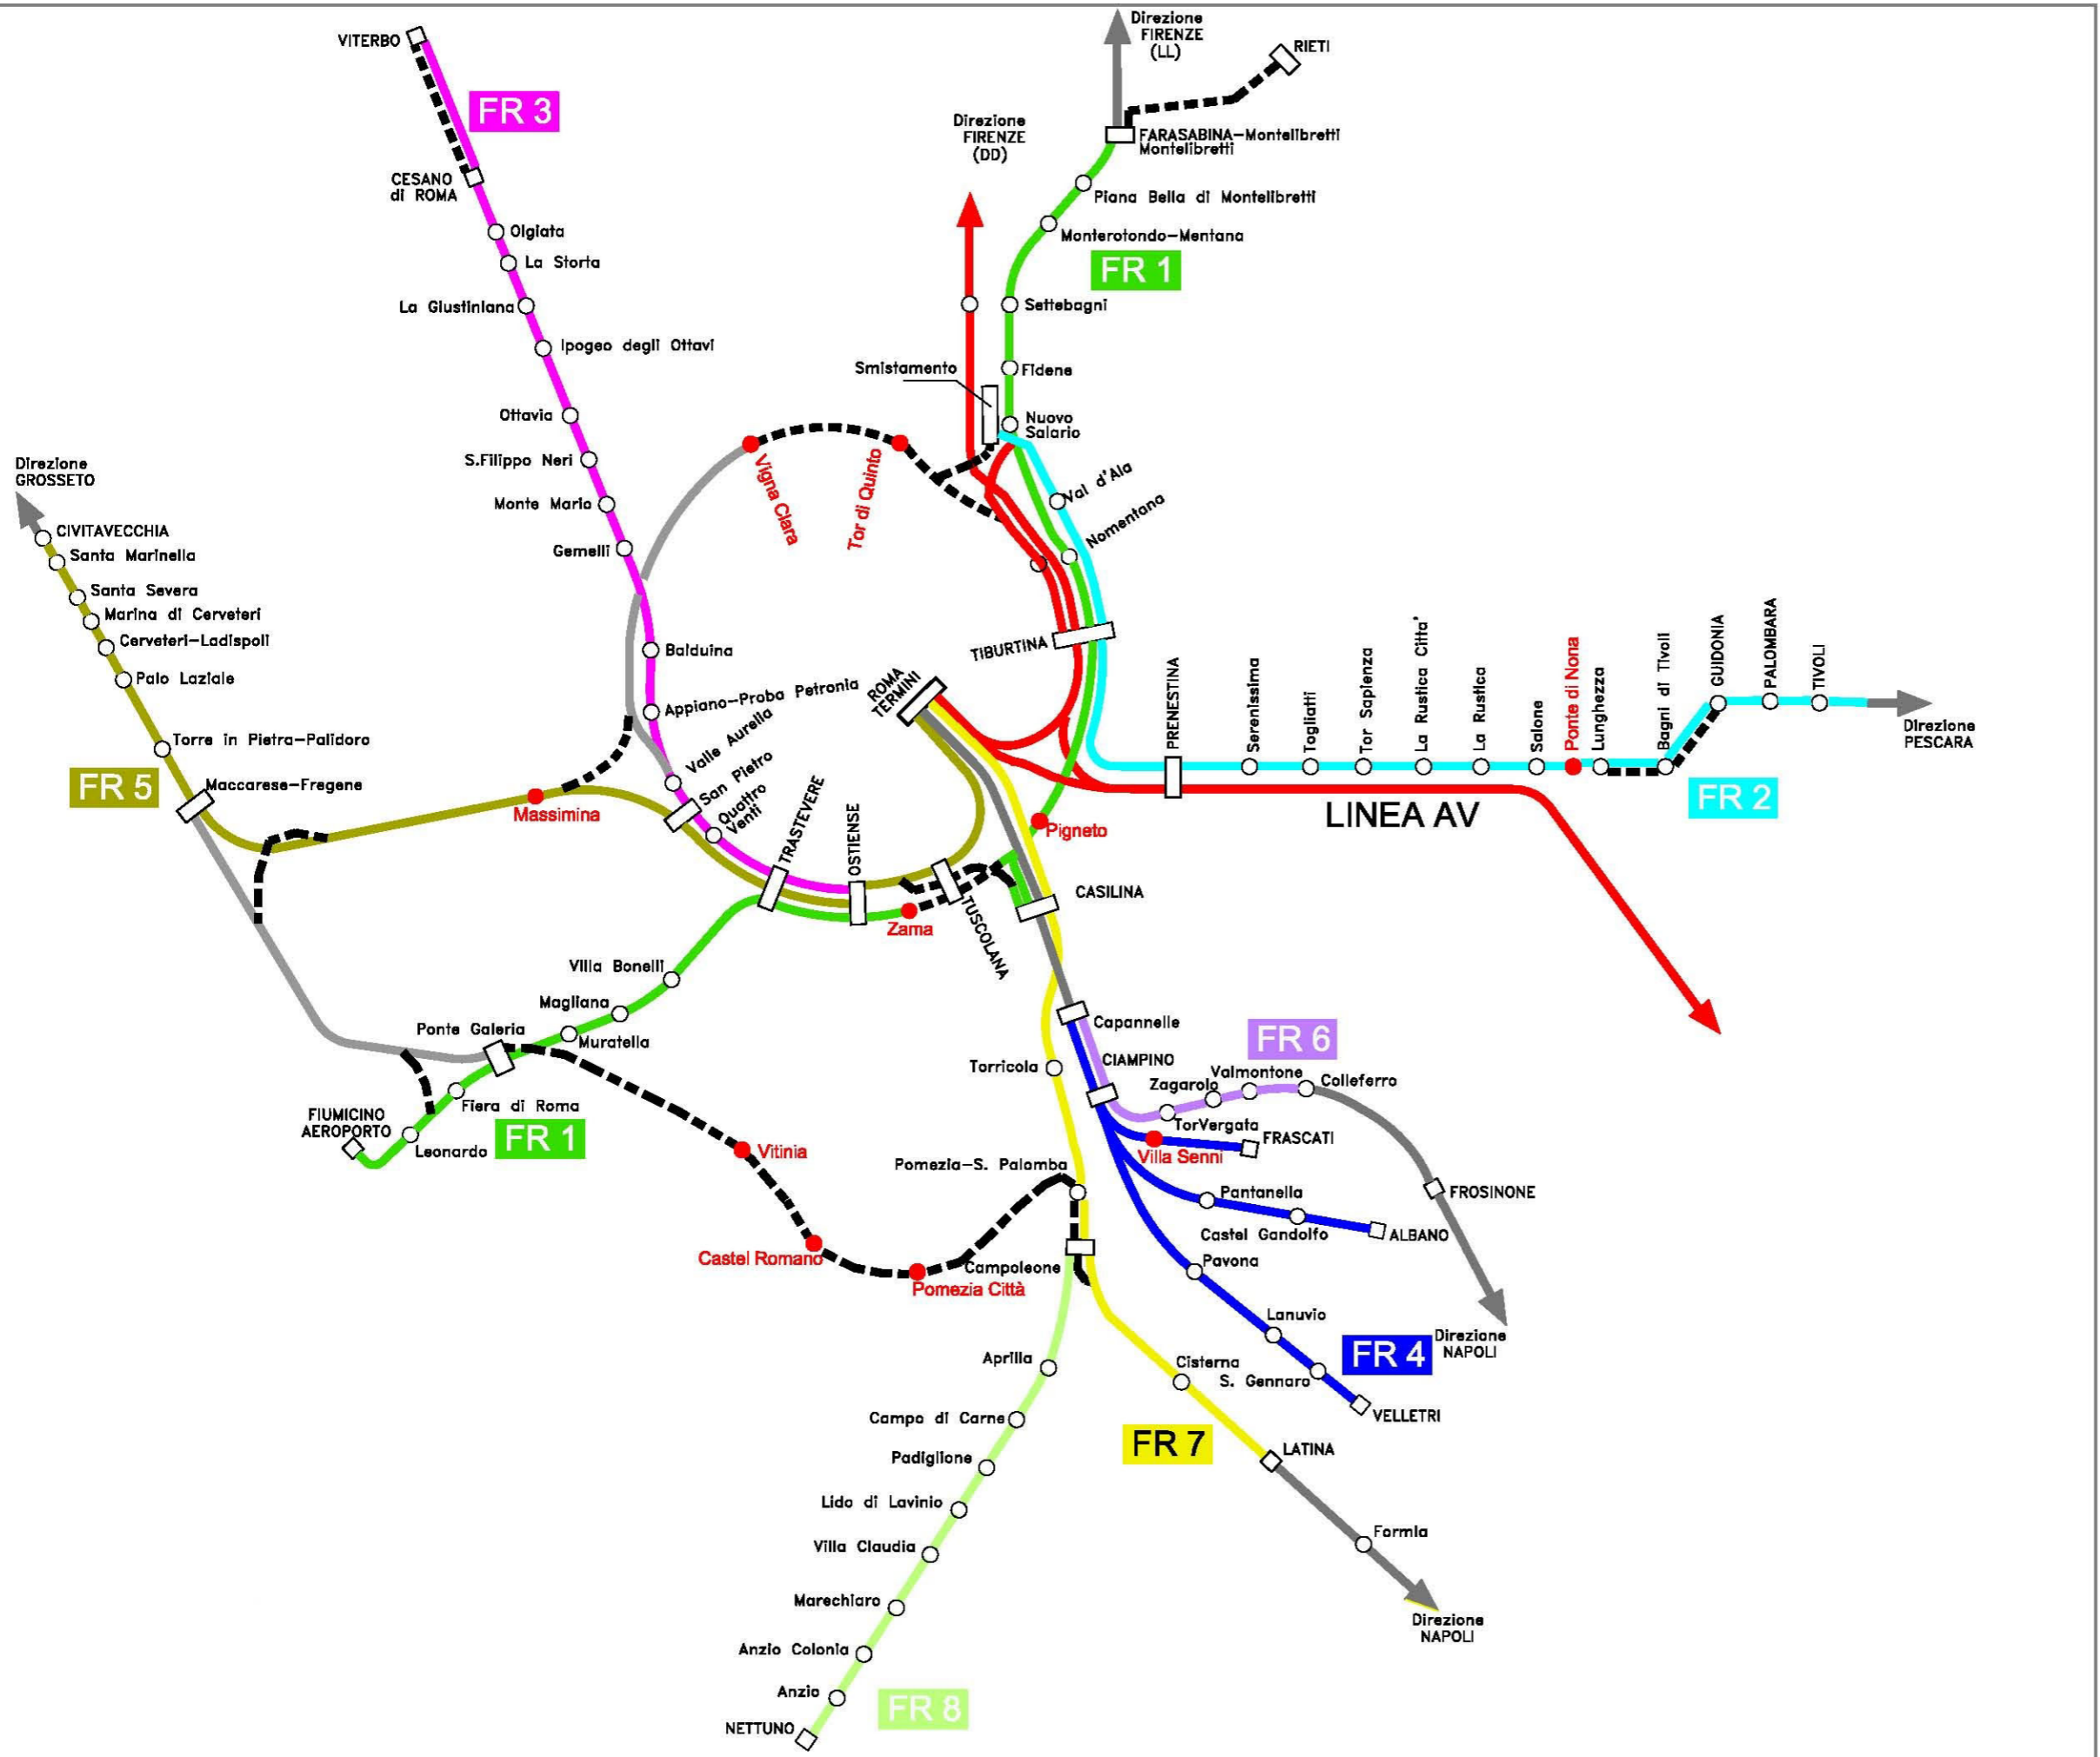 Direzione
FIRENZE
(LL)
RIETI
VITERBO
FR 3
Direzione
FIRENZE
(DD)
FARASABINA-Montelibretti
Montelibretti
CESANO
di ROMA
Piana Bella di Montelibretti
Olgiata
Monterotondo-Mentana
La Storta
FR 1
La Giustiniana
Settebagni
Ipogeo degli Ottavi
Smistamento
Fidene
Ottavia
Nuovo
Salario
S.Filippo Neri
Direzione
GROSSETO
Vigna Clara
Tor di Quinto
Val d'Ala
Monte Mario
Nomentana
CIVITAVECCHIA
Santa Marinella
Gemelli
Santa Severa
Marina di Cerveteri
Cerveteri-Ladispoli
Palo Laziale
Balduina
TIBURTINA
ROMA
TERMINI
Appiano-Proba Petronia
Valle Aurelia
San Pietro
Quattro
Venti
PRENESTINA
Serenissima
Togliatti
Tor Sapienza
La Rustica Citta'
La Rustica
Salone
Ponte di Nona
Lunghezza
Bagni di Tivoli
GUIDONIA
PALOMBARA
TIVOLI
Direzione
PESCARA
Torre in Pietra-Palidoro
FR 5
Maccarese-Fregene
Massimina
FR 2
LINEA AV
TRASTEVERE
OSTIENSE
Pigneto
CASILINA
Zama
TUSCOLANA
Villa Bonelli
Magliana
Ponte Galeria
Muratella
Capannelle
FR 6
CIAMPINO
Torricola
Zagarolo
Valmontone
Colleferro
FIUMICINO
AEROPORTO
Fiera di Roma
Leonardo
FR 1
TorVergata
FRASCATI
Villa Senni
Vitinia
Pomezia-S. Palomba
Pantanella
FROSINONE
Castel Gandolfo
ALBANO
Castel Romano
Campoleone
Pavona
Pomezia Città
Lanuvio
FR 4
Direzione
NAPOLI
Aprilia
Cisterna
S. Gennaro
VELLETRI
Campo di Carne
FR 7
LATINA
Padiglione
Lido di Lavinio
Formia
Villa Claudia
Marechiaro
Direzione
NAPOLI
Anzio Colonia
Anzio
FR 8
NETTUNO